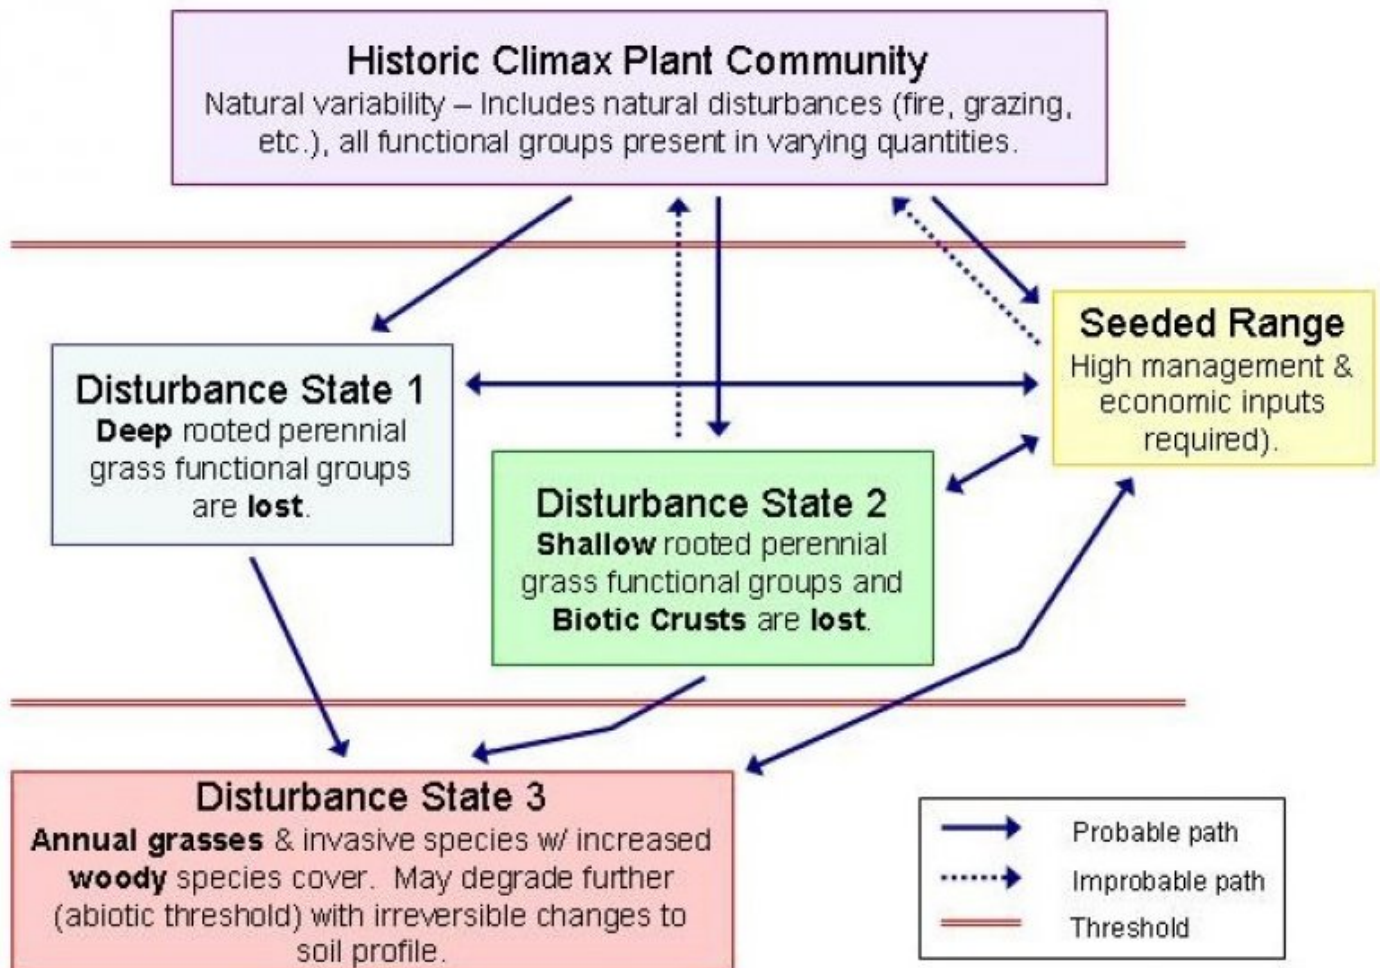 Historic Climax Plant Community
Natural variability – Includes natural disturbances (fire, grazing,
etc.), all functional groups present in varying quantities.
Seeded Range
High management &
economic inputs
required).
Disturbance State 1
Deep rooted perennial
grass functional groups
are lost.
Disturbance State 2
Shallow rooted perennial
grass functional groups and
Biotic Crusts are lost.
Disturbance State 3
Annual grasses & invasive species w/ increased
woody species cover. May degrade further
(abiotic threshold) with irreversible changes to
soil profile.
Probable path
Improbable path
Threshold